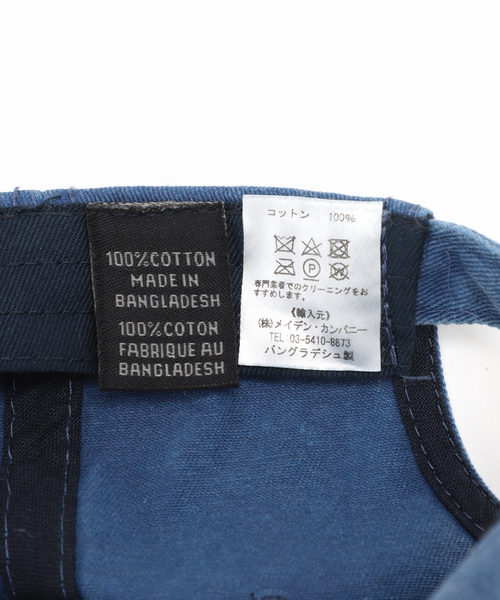 100%COTTON
MADE IN
BANGLADESH
100%COTON
FABRIQUE AU
BANGLADESH
コットン 100%
P
専門業者でのクリーニングをお
すすめします。
《輸入元》
(株)メイデン・カンパニー
TEL:03-5410-8873
バングラデシュ製